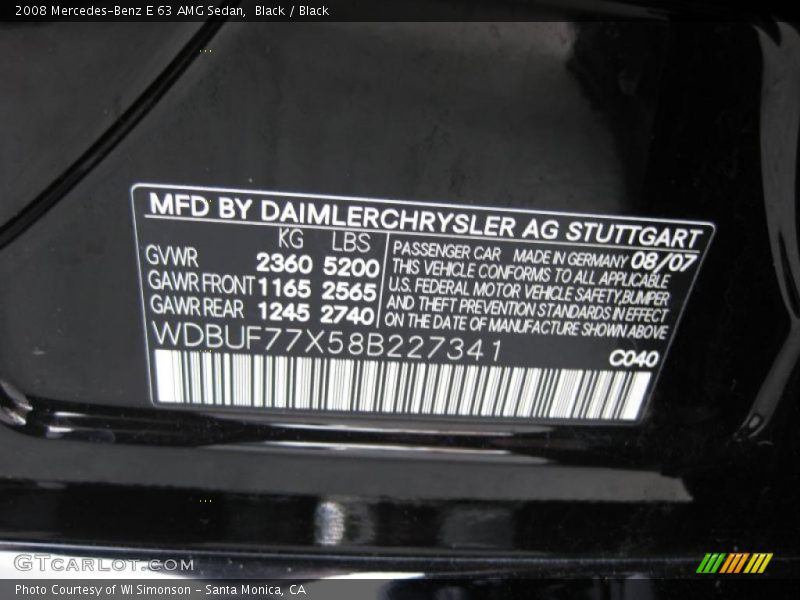 2008 Mercedes-Benz E 63 AMG Sedan, Black / Black
MFD BY DAIMLERCHRYSLER AG STUTTGART
KG LBS
GVWR 2360 5200
GAWR FRONT 1165 2565
GAWR REAR 1245 2740
PASSENGER CAR MADE IN GERMANY 08/07
THIS VEHICLE CONFORMS TO ALL APPLICABLE
U.S. FEDERAL MOTOR VEHICLE SAFETY, BUMPER
AND THEFT PREVENTION STANDARDS IN EFFECT
ON THE DATE OF MANUFACTURE SHOWN ABOVE
WDBUF77X58B227341
C040
GTCARLOT.COM
Photo Courtesy of WI Simonson - Santa Monica, CA